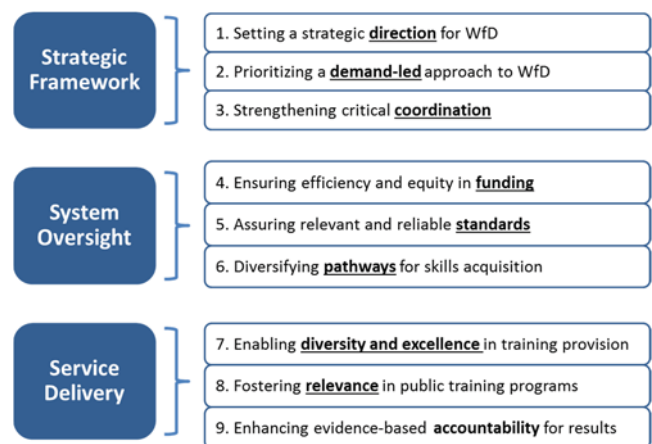 Strategic
Framework
1. Setting a strategic direction for WfD
2. Prioritizing a demand-led approach to WfD
3. Strengthening critical coordination
System
Oversight
4. Ensuring efficiency and equity in funding
5. Assuring relevant and reliable standards
6. Diversifying pathways for skills acquisition
Service
Delivery
7. Enabling diversity and excellence in training provision
8. Fostering relevance in public training programs
9. Enhancing evidence-based accountability for results